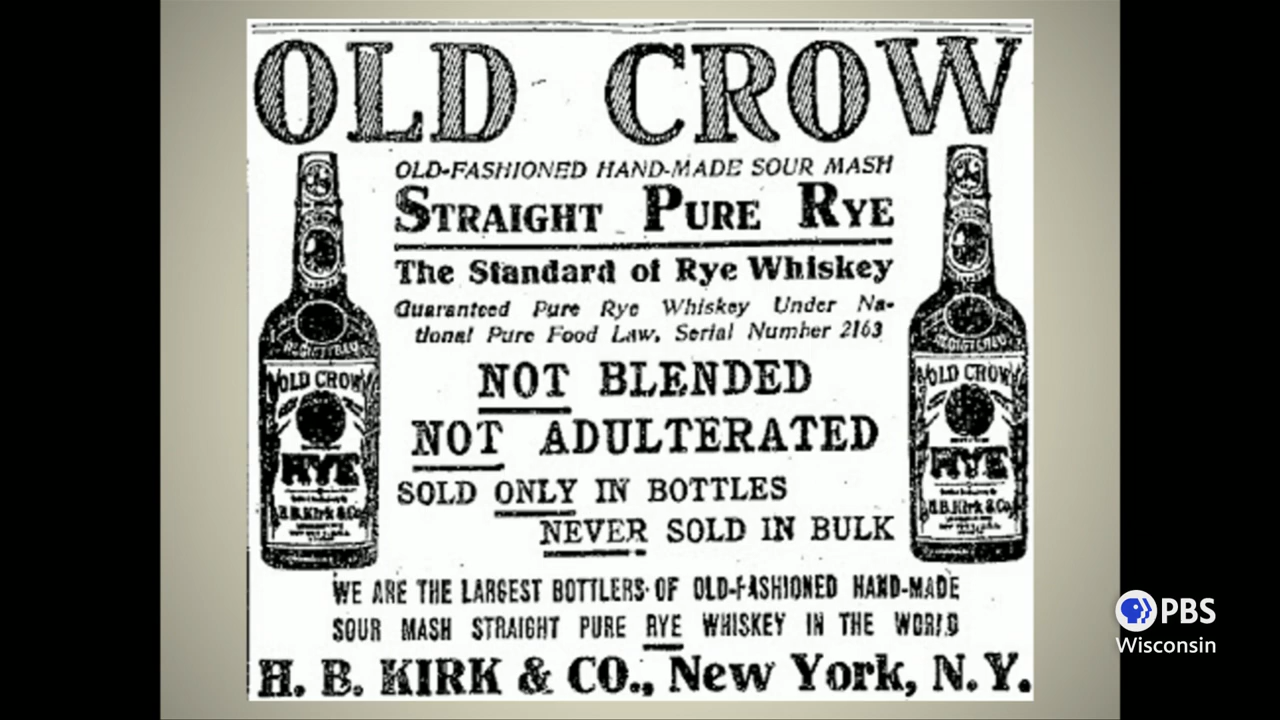 OLD CROW
OLD-FASHIONED HAND-MADE SOUR MASH
STRAIGHT PURE RYE
The Standard of Rye Whiskey
Guaranteed Pure Rye Whiskey Under Na-
tional Pure Food Law, Serial Number 2163
NOT BLENDED
NOT ADULTERATED
SOLD ONLY IN BOTTLES
NEVER SOLD IN BULK
REGISTERED
OLD CROW
RYE
H.B. Kirk & Co.
REGISTERED
OLD CROW
RYE
H.B. Kirk & Co.
WE ARE THE LARGEST BOTTLERS OF OLD-FASHIONED HAND-MADE
SOUR MASH STRAIGHT PURE RYE WHISKEY IN THE WORLD
H. B. KIRK & CO., New York, N.Y.
PBS
Wisconsin